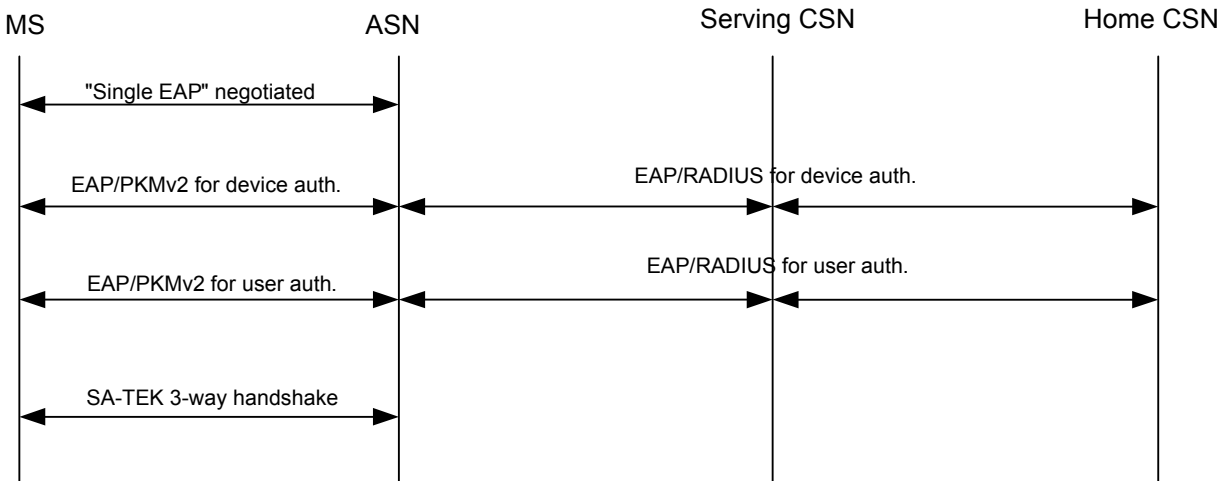 MS
ASN
Serving CSN
Home CSN
"Single EAP" negotiated
EAP/PKMv2 for device auth.
EAP/RADIUS for device auth.
EAP/PKMv2 for user auth.
EAP/RADIUS for user auth.
SA-TEK 3-way handshake